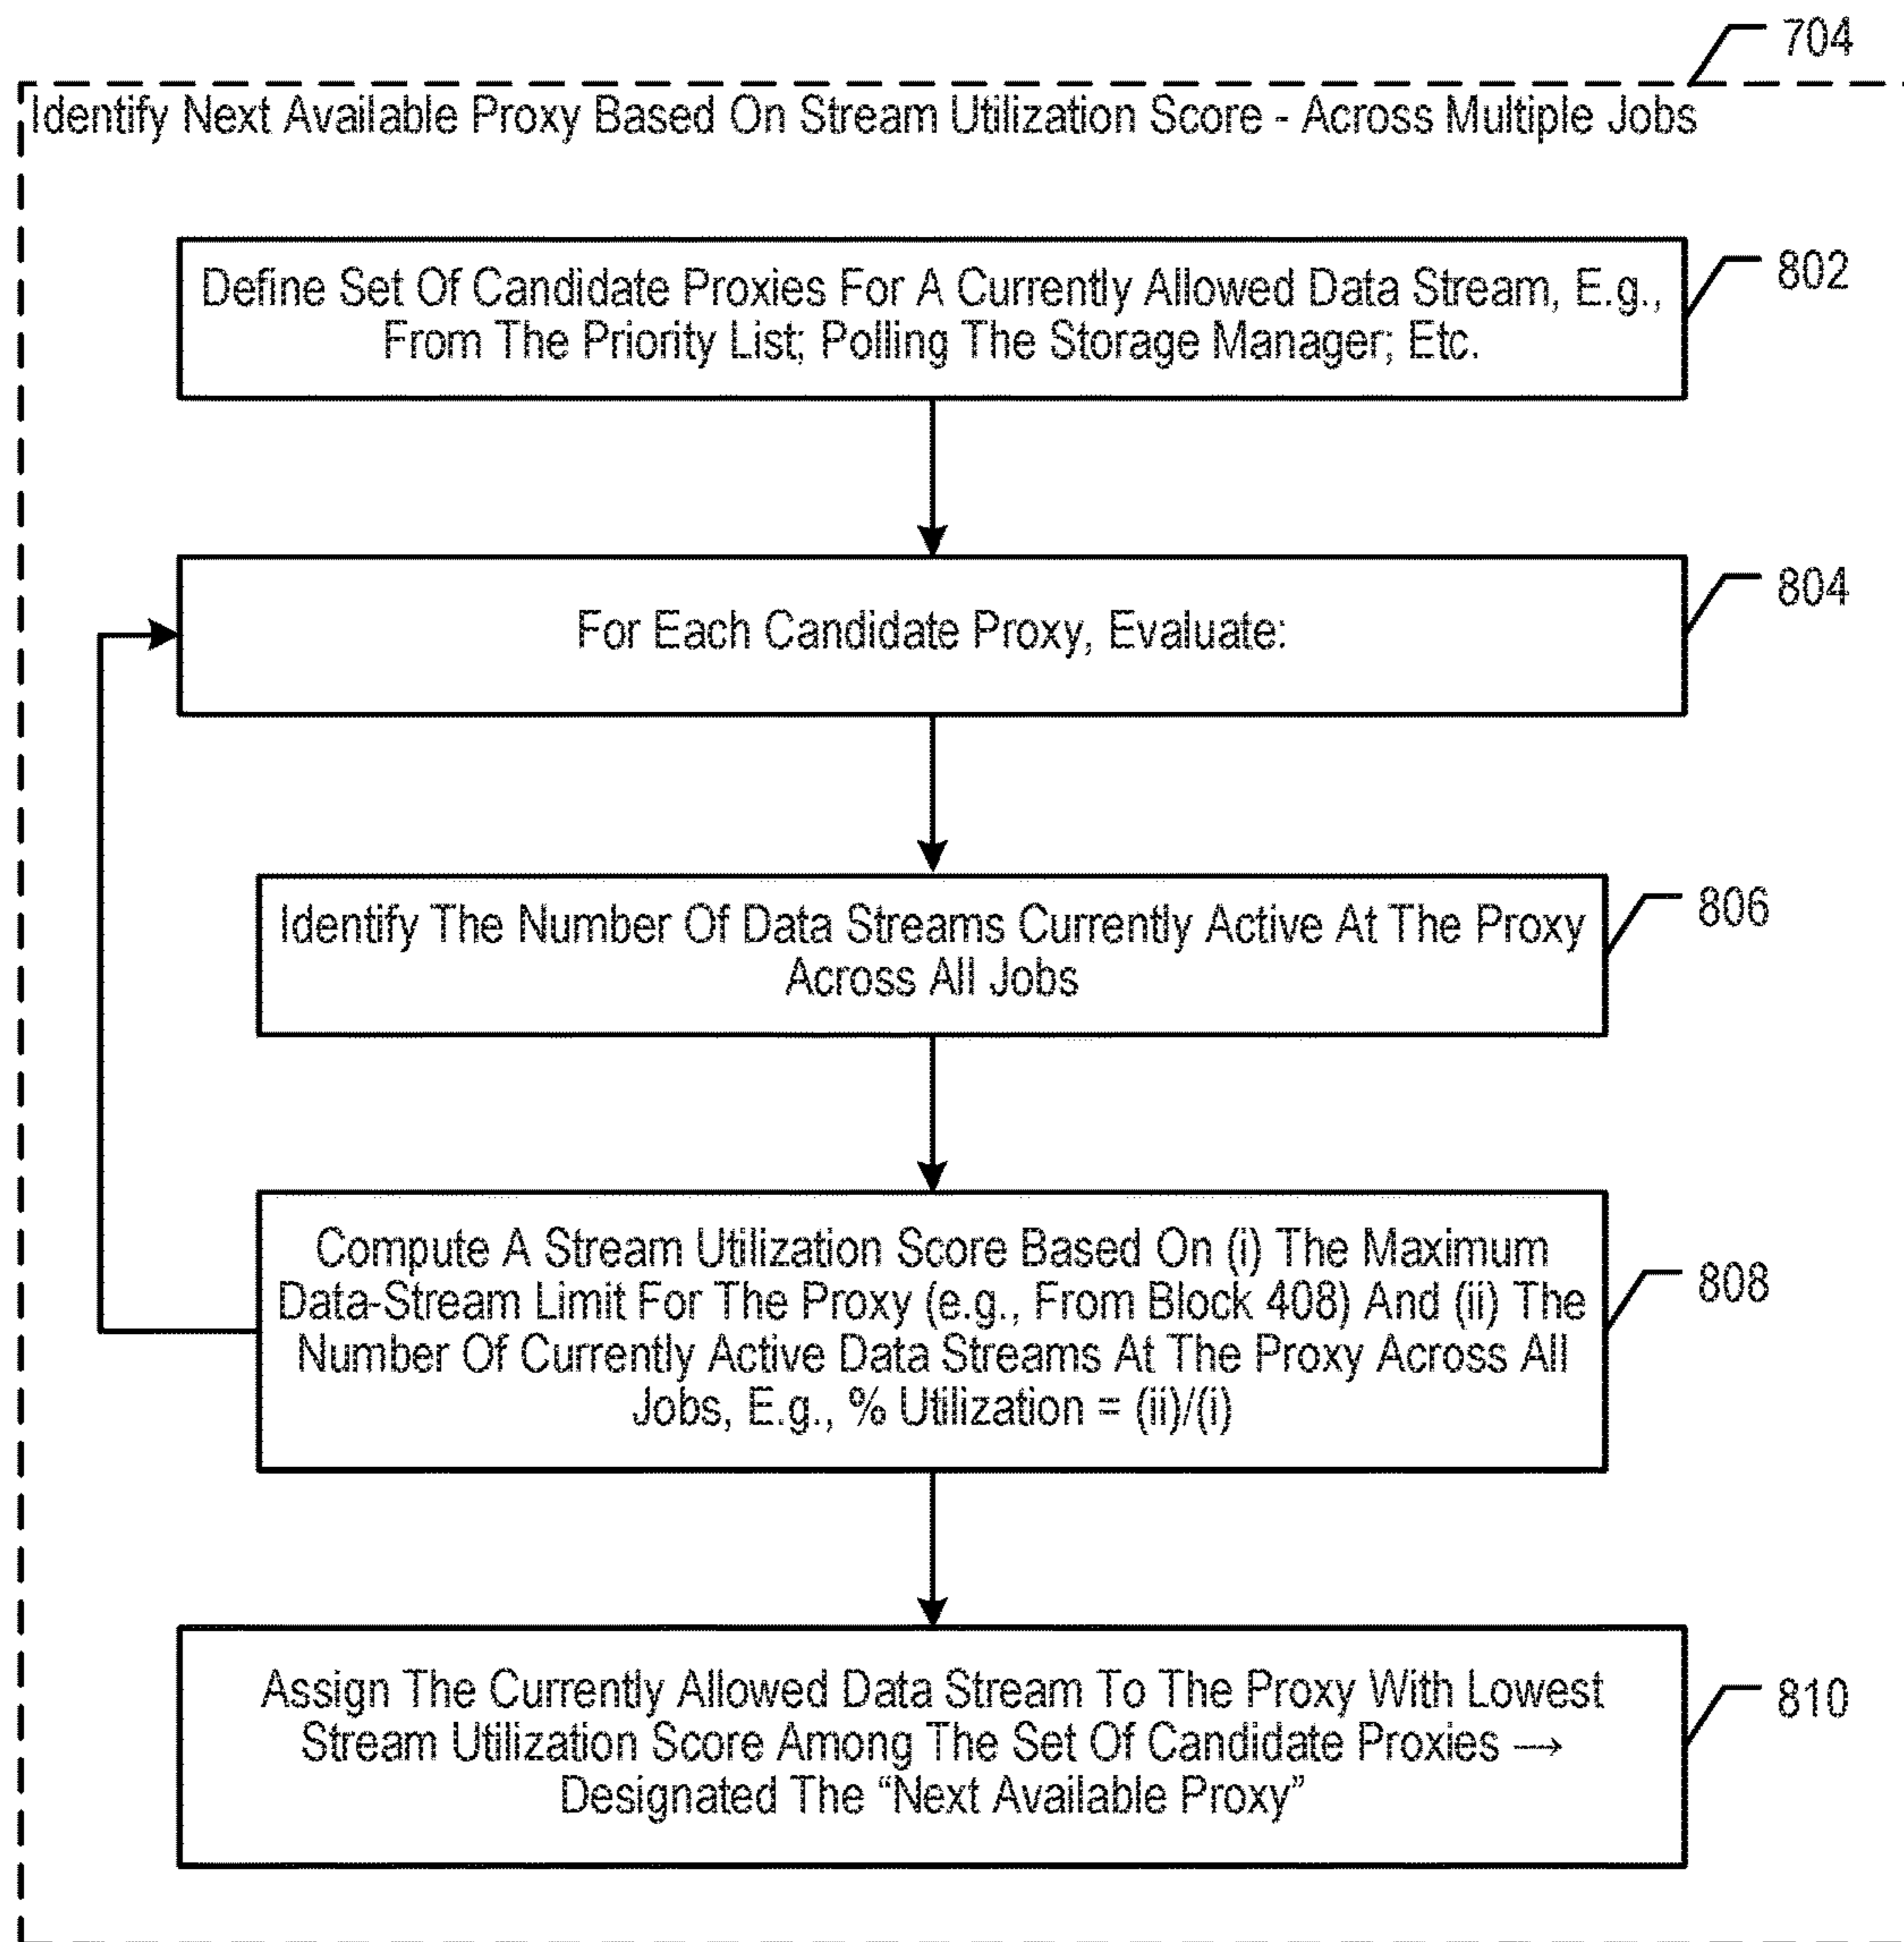 704
Identify Next Available Proxy Based On Stream Utilization Score - Across Multiple Jobs
Define Set Of Candidate Proxies For A Currently Allowed Data Stream, E.g.,
From The Priority List; Polling The Storage Manager; Etc.
802
For Each Candidate Proxy, Evaluate:
804
Identify The Number Of Data Streams Currently Active At The Proxy
Across All Jobs
806
Compute A Stream Utilization Score Based On (i) The Maximum
Data-Stream Limit For The Proxy (e.g., From Block 408) And (ii) The
Number Of Currently Active Data Streams At The Proxy Across All
Jobs, E.g., % Utilization = (ii)/(i)
808
Assign The Currently Allowed Data Stream To The Proxy With Lowest
Stream Utilization Score Among The Set Of Candidate Proxies →
Designated The “Next Available Proxy”
810